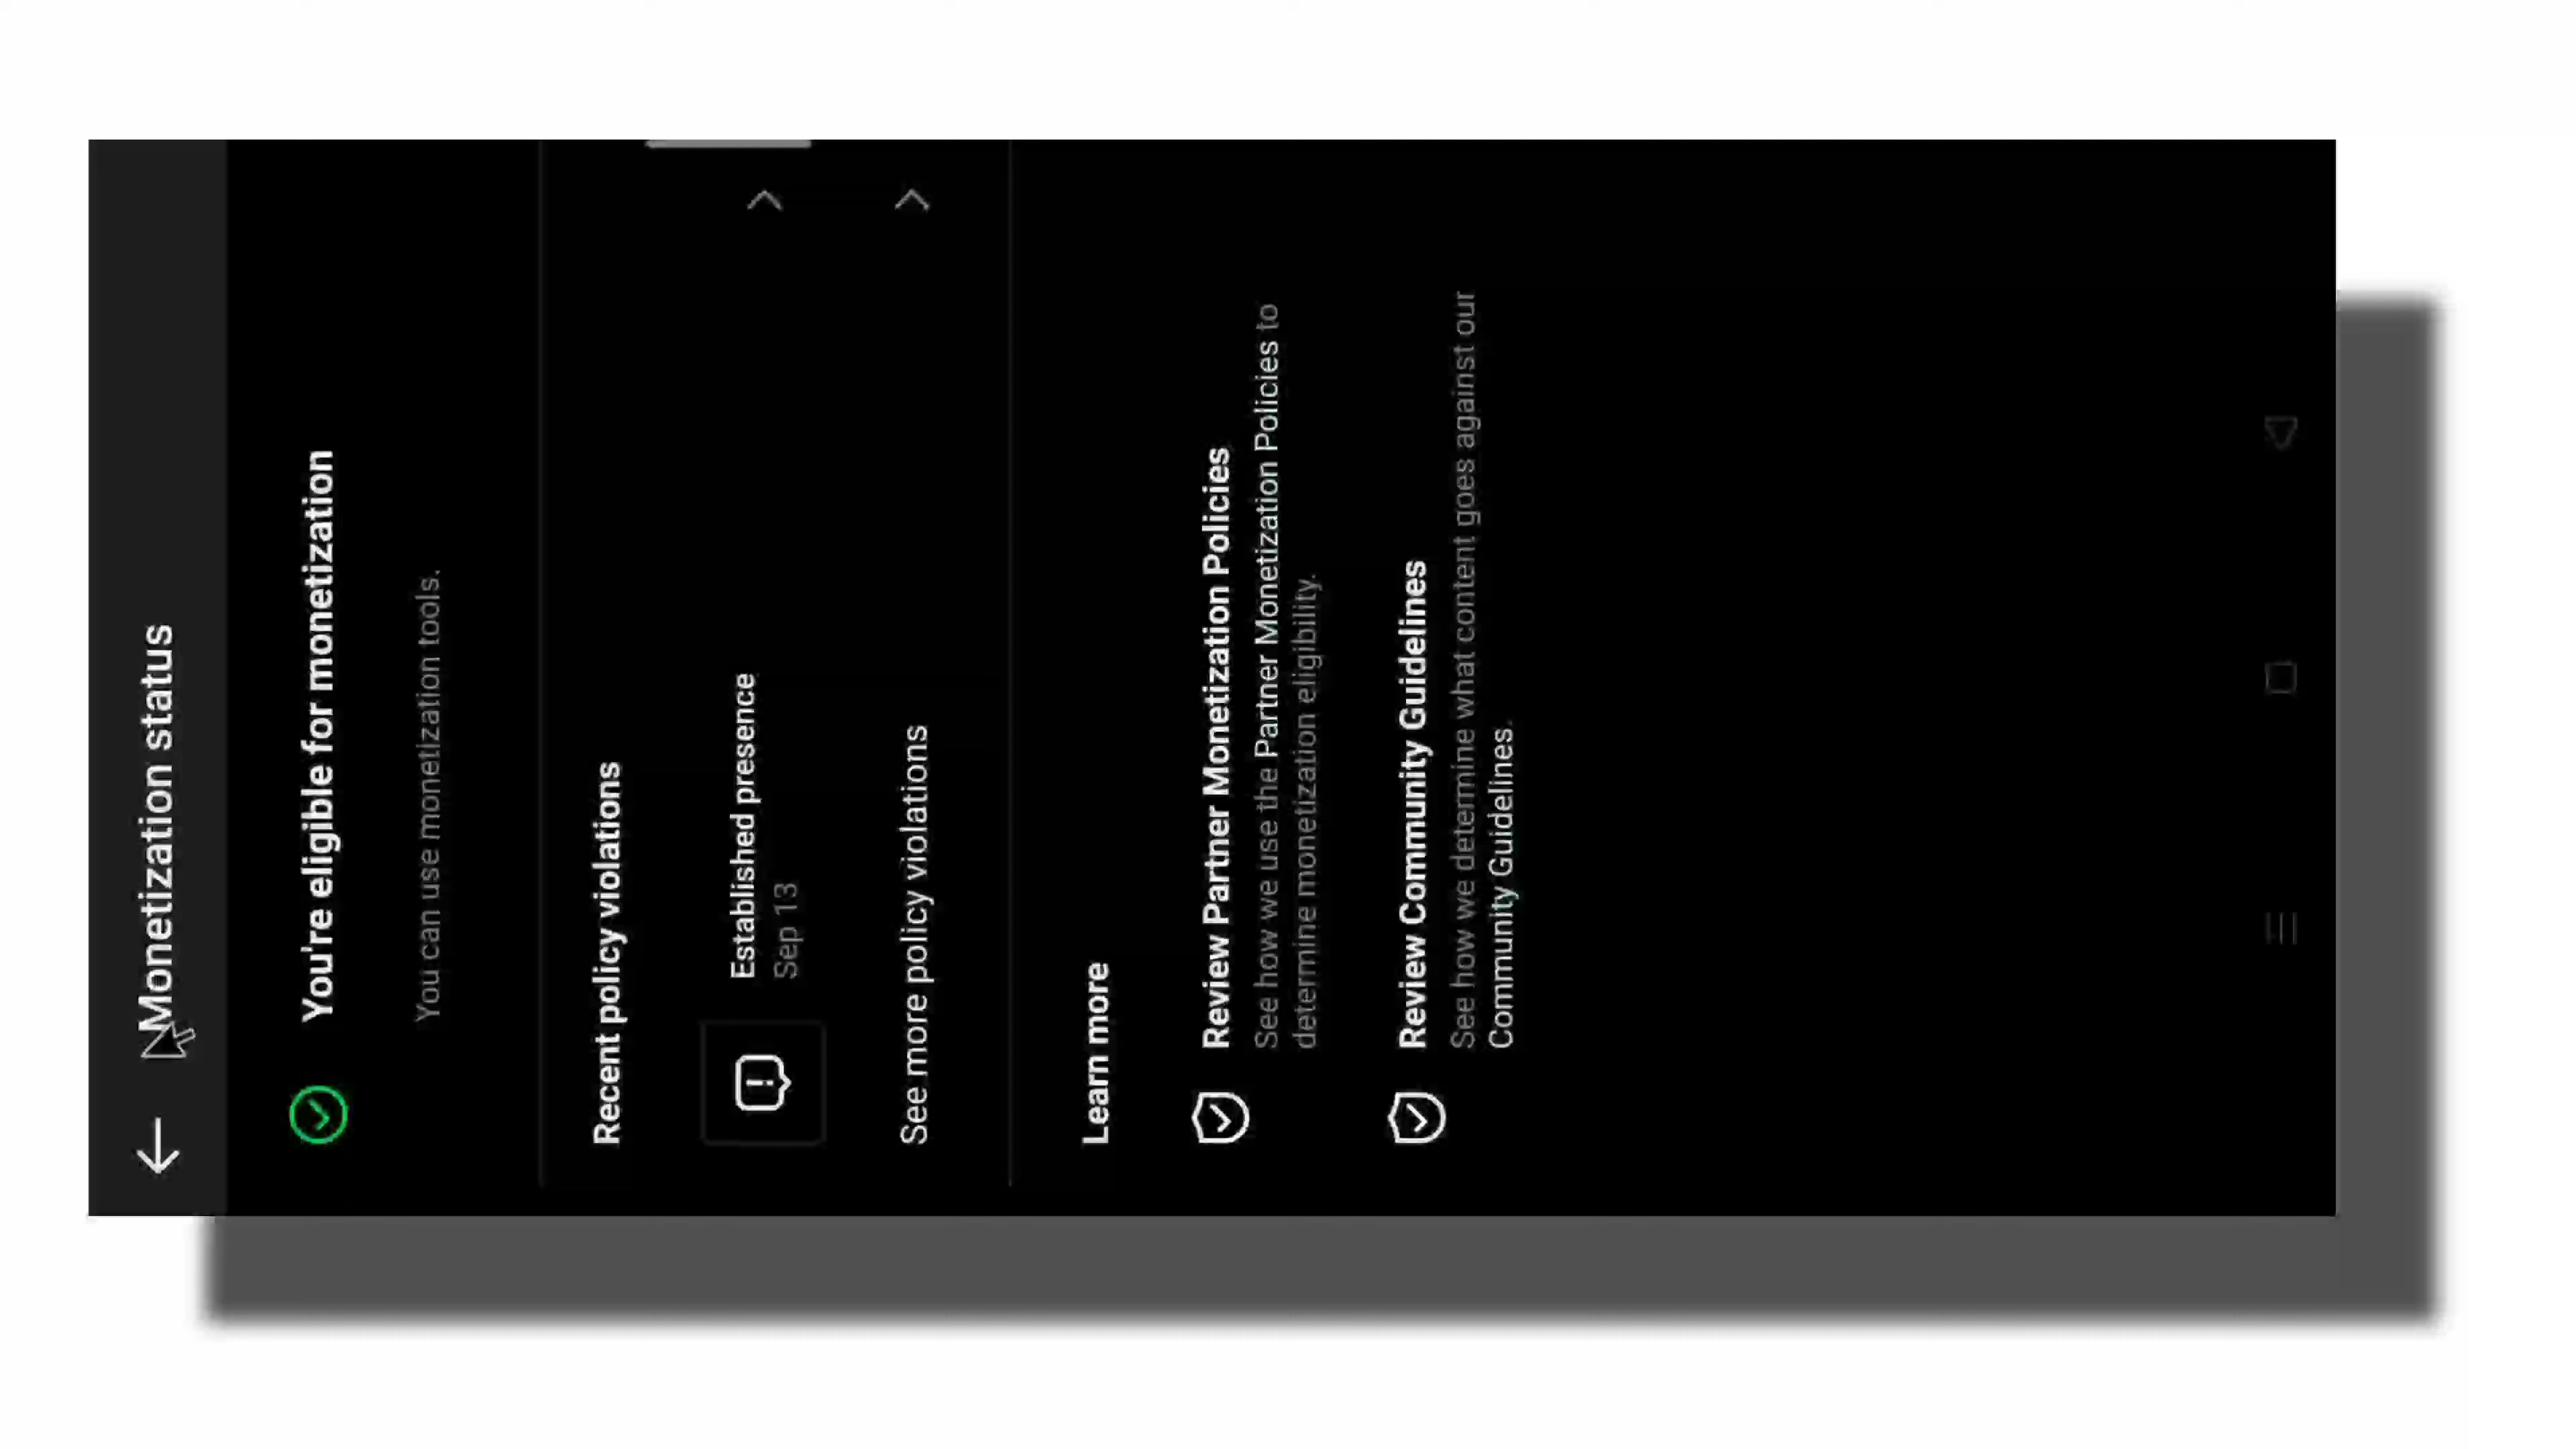 Monetization status
You're eligible for monetization
You can use monetization tools.
Recent policy violations
Established presence
Sep 13
See more policy violations
Learn more
Review Partner Monetization Policies
See how we use the Partner Monetization Policies to
determine monetization eligibility.
Review Community Guidelines
See how we determine what content goes against our
Community Guidelines.